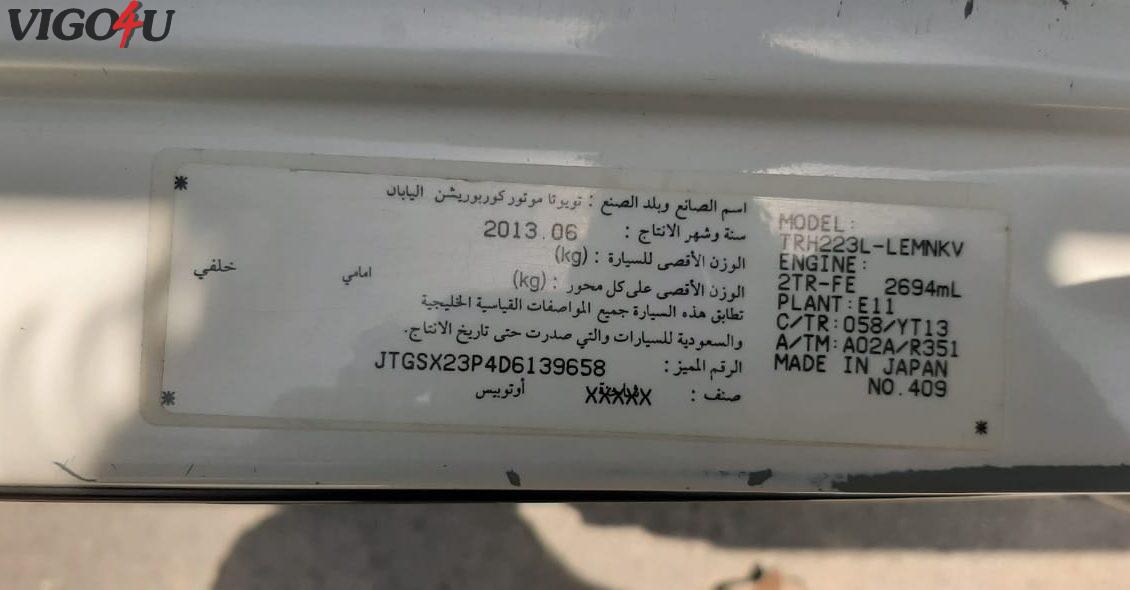 VIGO4U
اسم الصانع وبلد الصنع : تويوتا موتور كوربوريشن اليابان
سنة وشهر الانتاج : 2013.06
الوزن الأقصى للسيارة : (kg)
الوزن الأقصى على كل محور : (kg) امامي خلفي
تطابق هذه السيارة جميع المواصفات القياسية الخليجية
والسعودية للسيارات والتي صدرت حتى تاريخ الانتاج.
الرقم المميز : JTGSX23P4D6139658
صنف : XXXXX أوتوبيس
MODEL:
TRH223L-LEMNKV
ENGINE:
2TR-FE 2694mL
PLANT:E11
C/TR:058/YT13
A/TM:A02A/R351
MADE IN JAPAN
NO.409